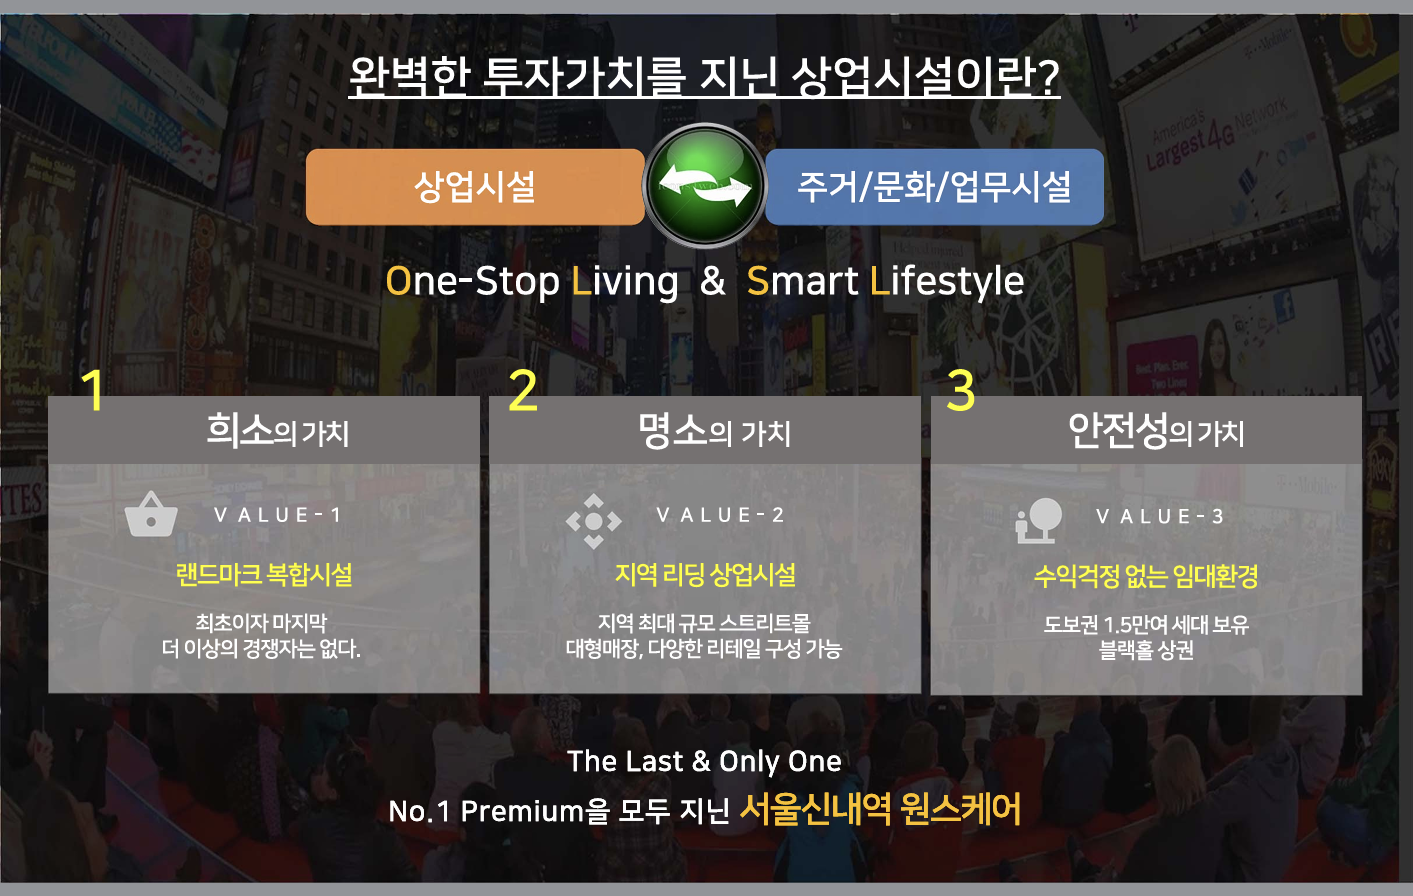 완벽한 투자가치를 지닌 상업시설이란?
상업시설
주거/문화/업무시설
One-Stop Living & Smart Lifestyle
1
희소의 가치
VALUE-1
랜드마크 복합시설
최초이자 마지막
더 이상의 경쟁자는 없다.
2
명소의 가치
VALUE-2
지역 리딩 상업시설
지역 최대 규모 스트리트몰
대형매장, 다양한 리테일 구성 가능
3
안전성의 가치
VALUE-3
수익걱정 없는 임대환경
도보권 1.5만여 세대 보유
블랙홀 상권
The Last & Only One
No.1 Premium을 모두 지닌 서울신내역 원스케어
America's
Largest 4G Network
T-Mobile